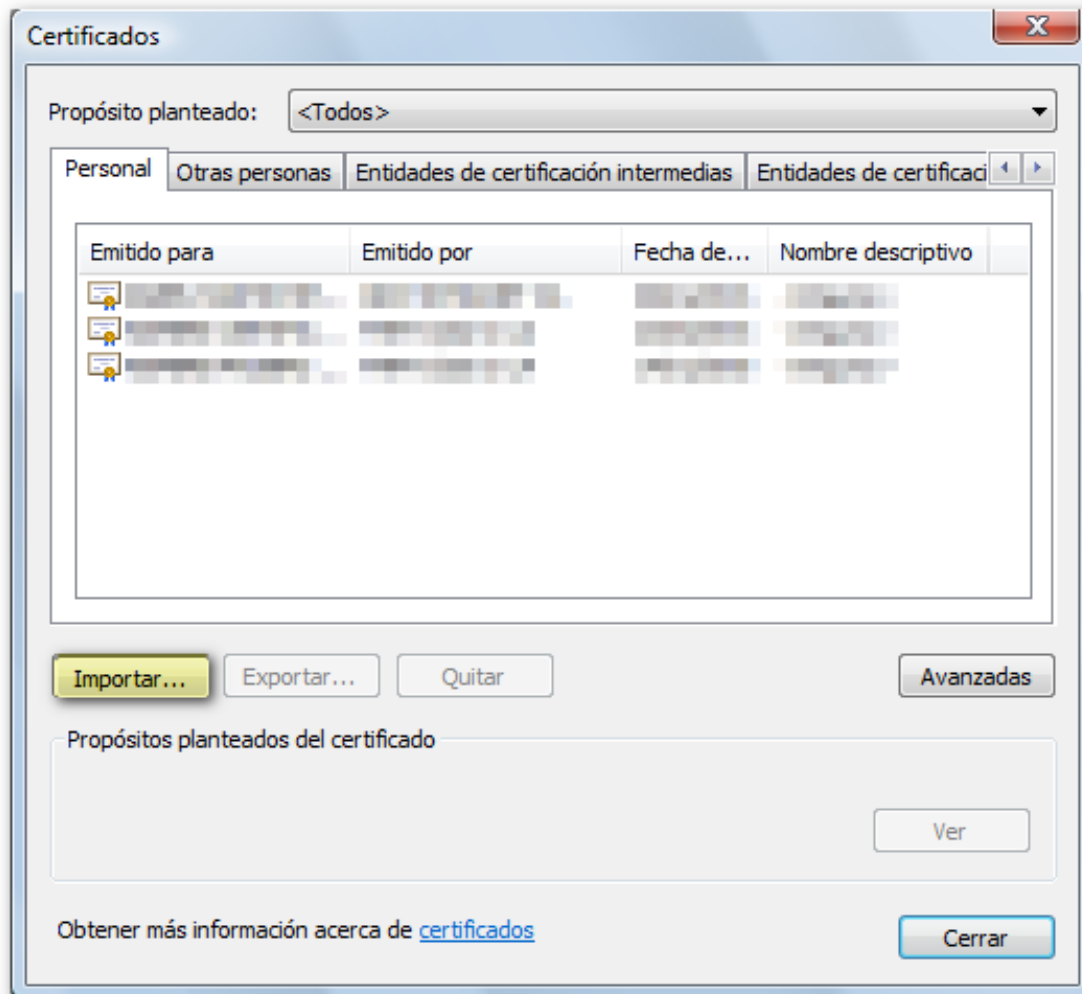 Certificados
Propósito planteado: <Todos>
Personal Otras personas Entidades de certificación intermedias Entidades de certificaci
Emitido para Emitido por Fecha de... Nombre descriptivo
Importar... Exportar... Quitar Avanzadas
Propósitos planteados del certificado
Ver
Obtener más información acerca de certificados
Cerrar